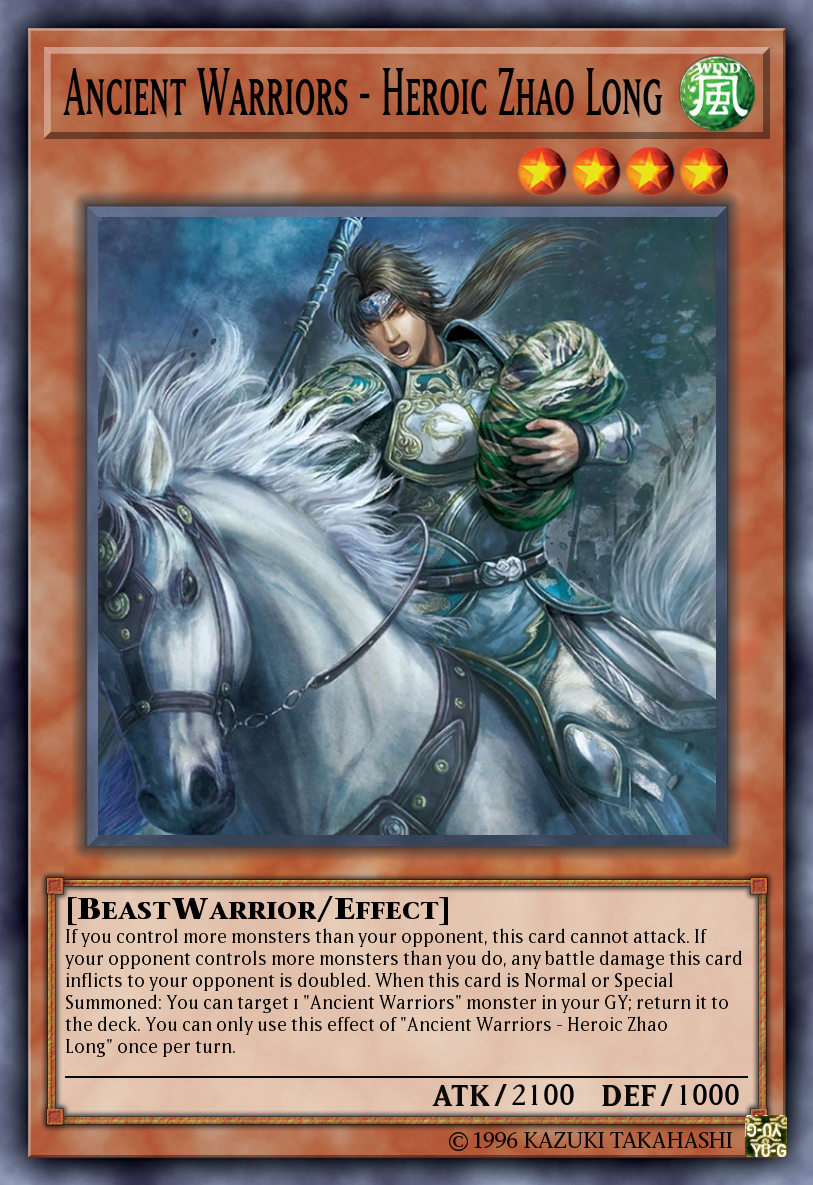 Ancient Warriors - Heroic Zhao Long
WIND
風
[BeastWarrior/Effect]
If you control more monsters than your opponent, this card cannot attack. If
your opponent controls more monsters than you do, any battle damage this card
inflicts to your opponent is doubled. When this card is Normal or Special
Summoned: You can target 1 "Ancient Warriors" monster in your GY; return it to
the deck. You can only use this effect of "Ancient Warriors - Heroic Zhao
Long" once per turn.
ATK/2100 DEF/1000
© 1996 KAZUKI TAKAHASHI